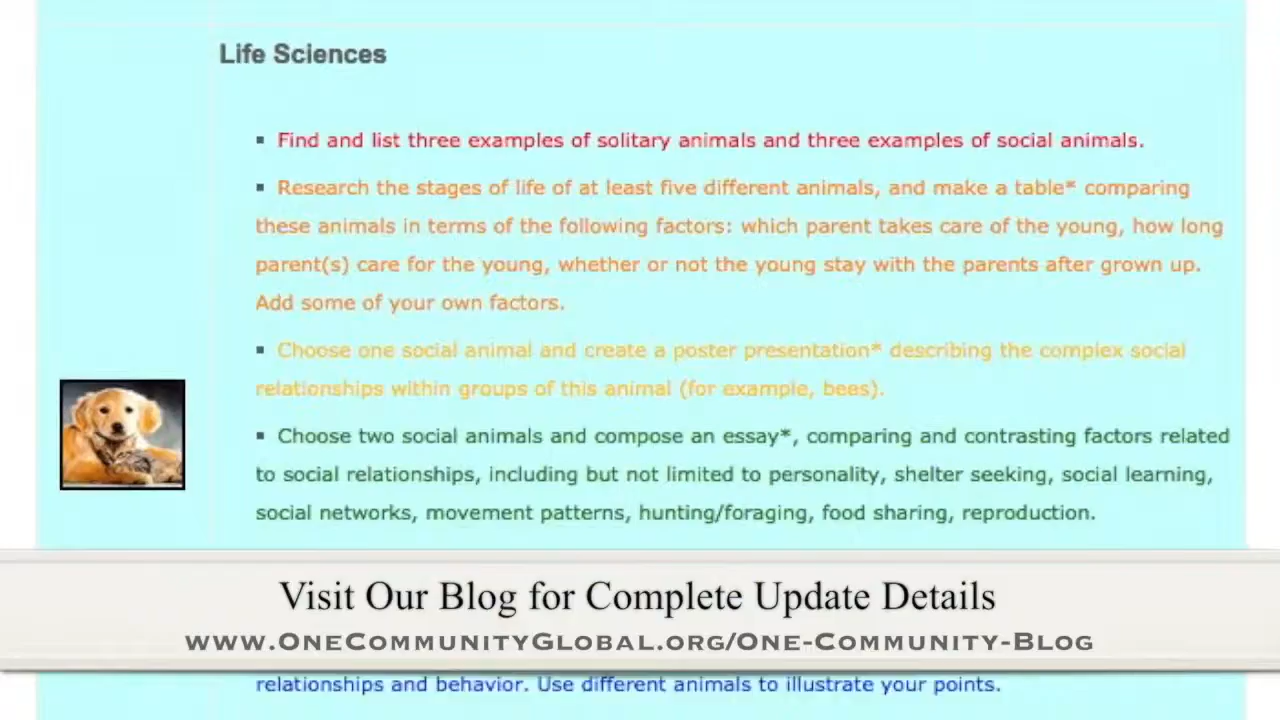 Life Sciences
▪ Find and list three examples of solitary animals and three examples of social animals.
▪ Research the stages of life of at least five different animals, and make a table* comparing
these animals in terms of the following factors: which parent takes care of the young, how long
parent(s) care for the young, whether or not the young stay with the parents after grown up.
Add some of your own factors.
▪ Choose one social animal and create a poster presentation* describing the complex social
relationships within groups of this animal (for example, bees).
▪ Choose two social animals and compose an essay*, comparing and contrasting factors related
to social relationships, including but not limited to personality, shelter seeking, social learning,
social networks, movement patterns, hunting/foraging, food sharing, reproduction.
Visit Our Blog for Complete Update Details
www.OneCommunityGlobal.org/One-Community-Blog
relationships and behavior. Use different animals to illustrate your points.